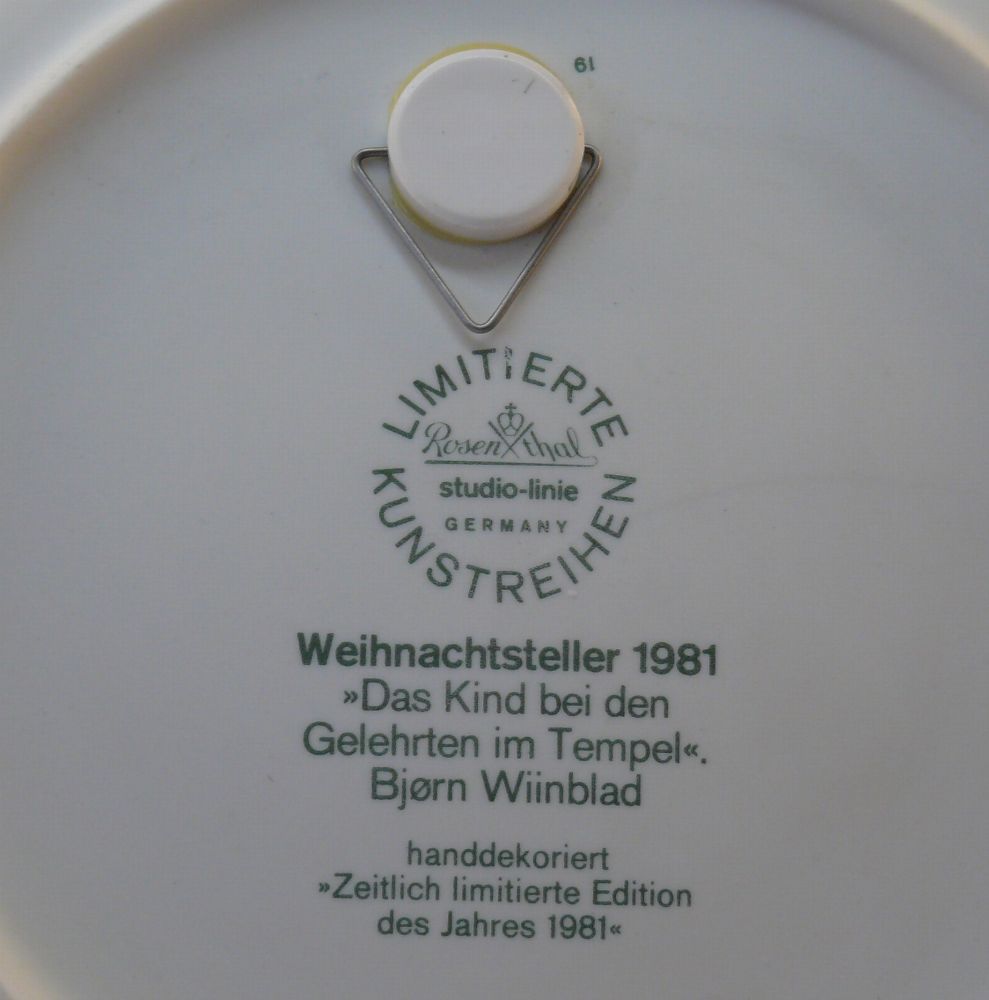 61
LIMITIERTE
Rosenthal
studio-linie
GERMANY
KUNSTREIHEN
Weihnachtsteller 1981
»Das Kind bei den
Gelehrten im Tempel«.
Bjørn Wiinblad
handdekoriert
»Zeitlich limitierte Edition
des Jahres 1981«